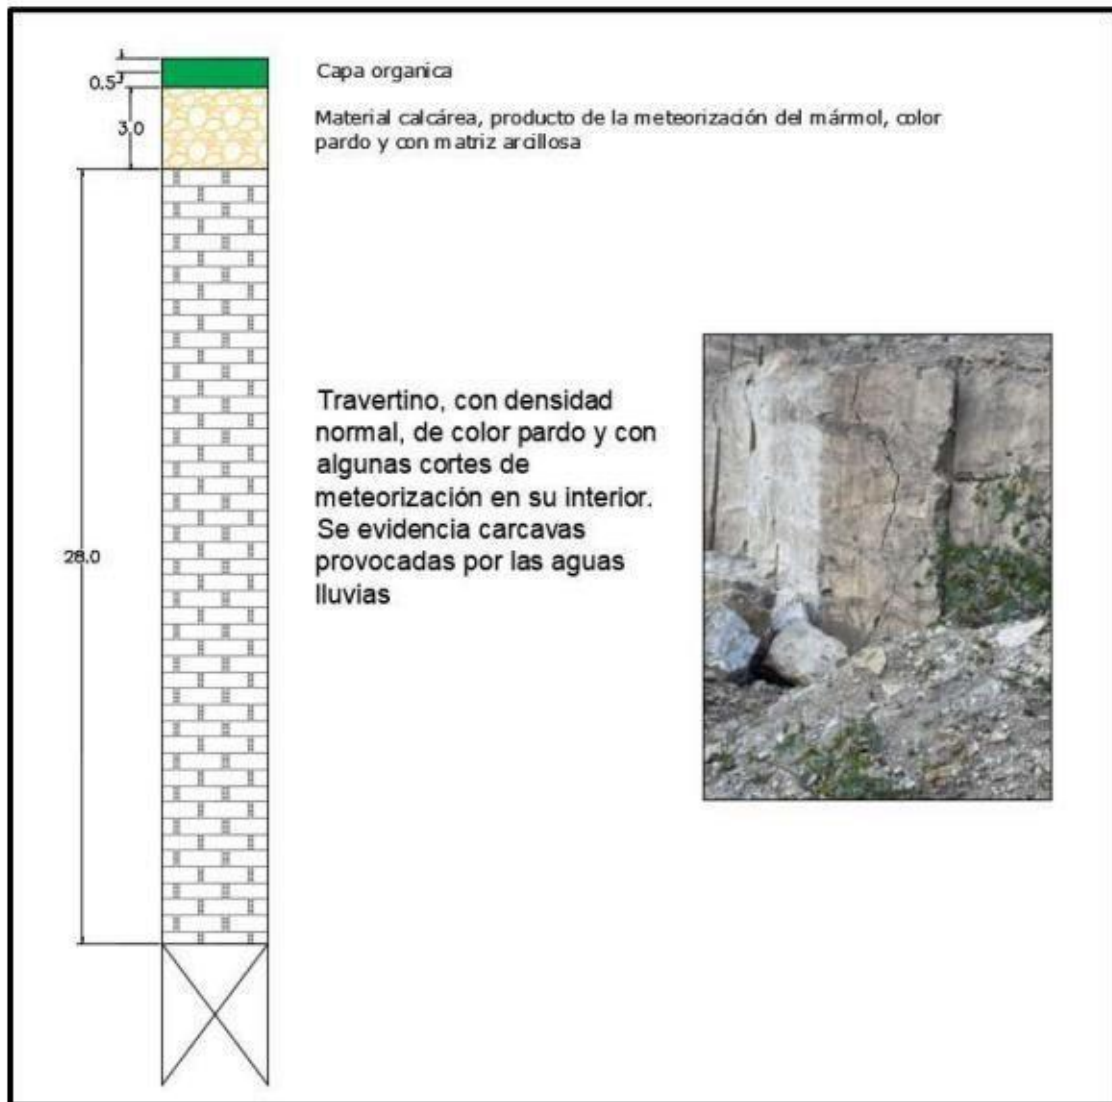 Capa organica
0.5
Material calcárea, producto de la meteorización del mármol, color
pardo y con matriz arcillosa
3.0
Travertino, con densidad
normal, de color pardo y con
algunas cortes de
meteorización en su interior.
Se evidencia carcavas
provocadas por las aguas
lluvias
28.0